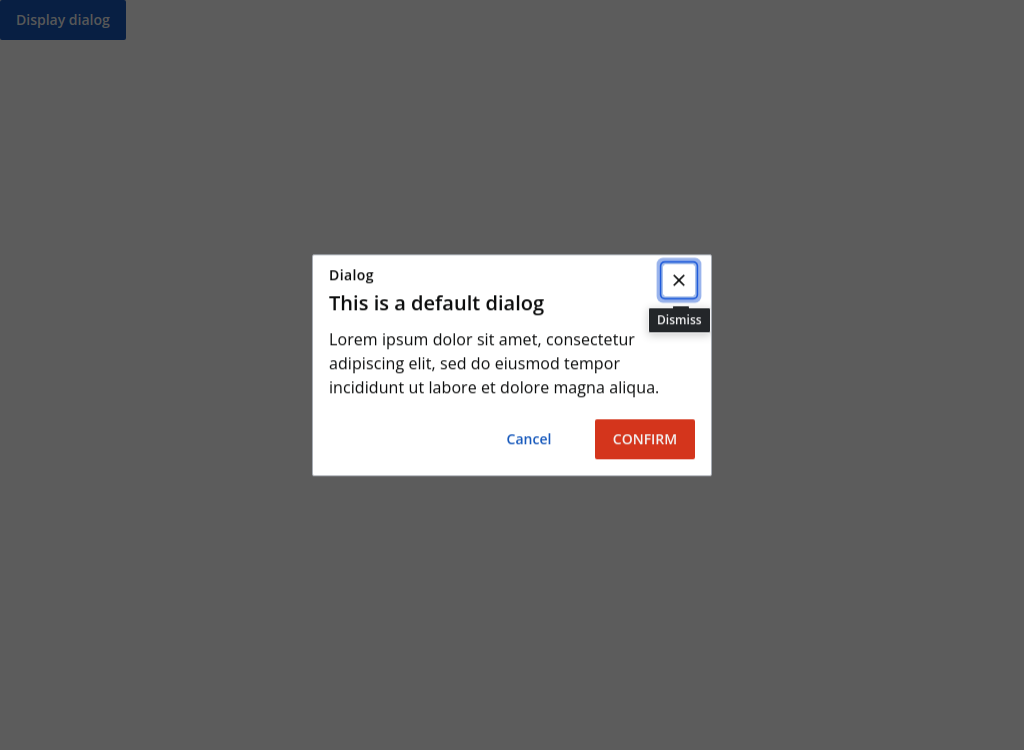 Display dialog
Dialog
This is a default dialog
Dismiss
Lorem ipsum dolor sit amet, consectetur
adipiscing elit, sed do eiusmod tempor
incididunt ut labore et dolore magna aliqua.
Cancel
CONFIRM